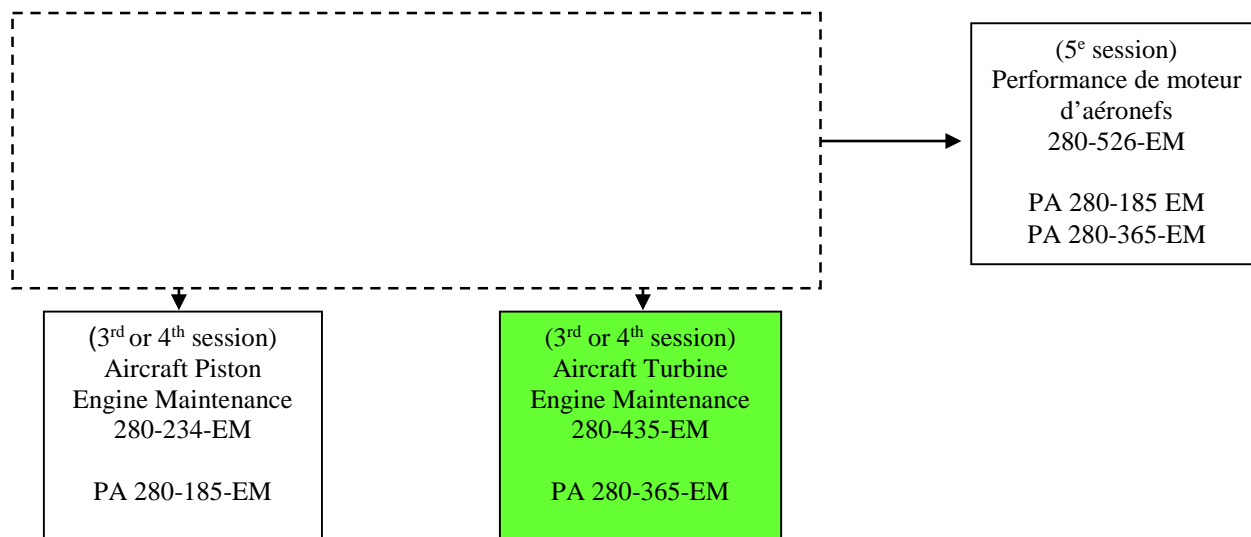 (5e session)
Performance de moteur
d’aéronefs
280-526-EM
PA 280-185 EM
PA 280-365-EM
(3rd or 4th session)
Aircraft Piston
Engine Maintenance
280-234-EM
PA 280-185-EM
(3rd or 4th session)
Aircraft Turbine
Engine Maintenance
280-435-EM
PA 280-365-EM